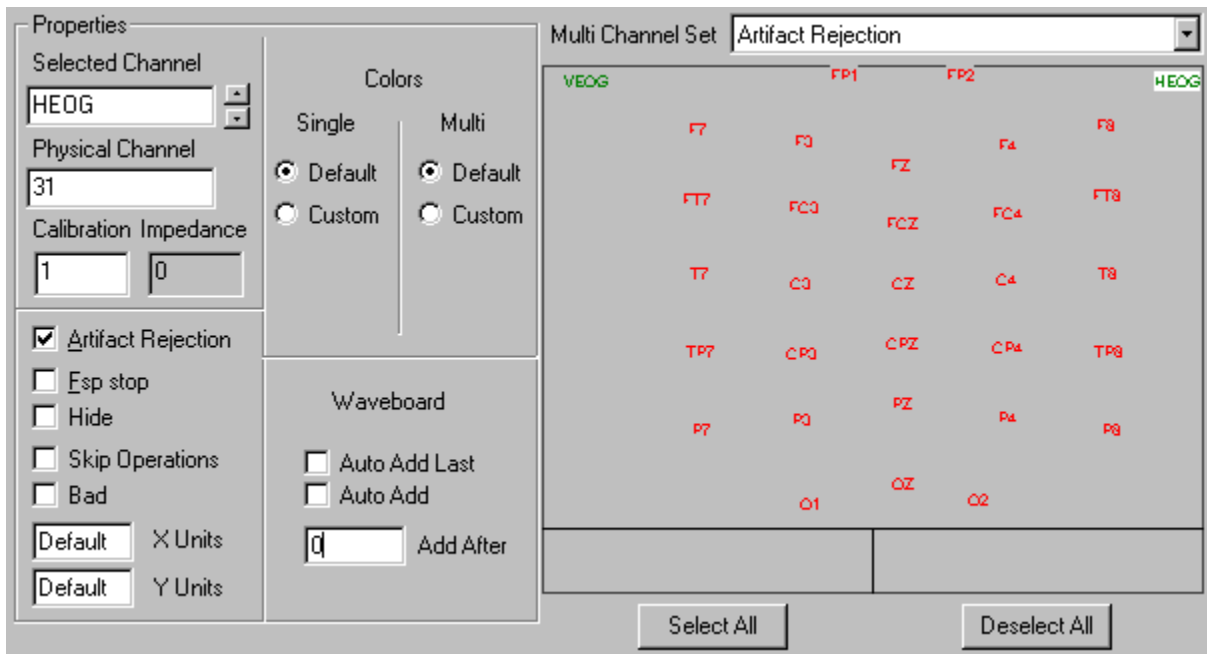 Properties
Selected Channel
HEOG
Physical Channel
31
Calibration Impedance
1 0
Colors
Single Multi
Default Default
Custom Custom
Artifact Rejection
Fsp stop
Hide
Skip Operations
Bad
Default X Units
Default Y Units
Waveboard
Auto Add Last
Auto Add
0 Add After
Multi Channel Set Artifact Rejection
VEOG FP1 FP2 HEOG
F7 F3 FZ F4 F8
FT7 FC3 FCZ FC4 FT8
T7 C3 CZ C4 T8
TP7 CP3 CPZ CP4 TP8
P7 P3 PZ P4 P8
O1 OZ O2
Select All Deselect All